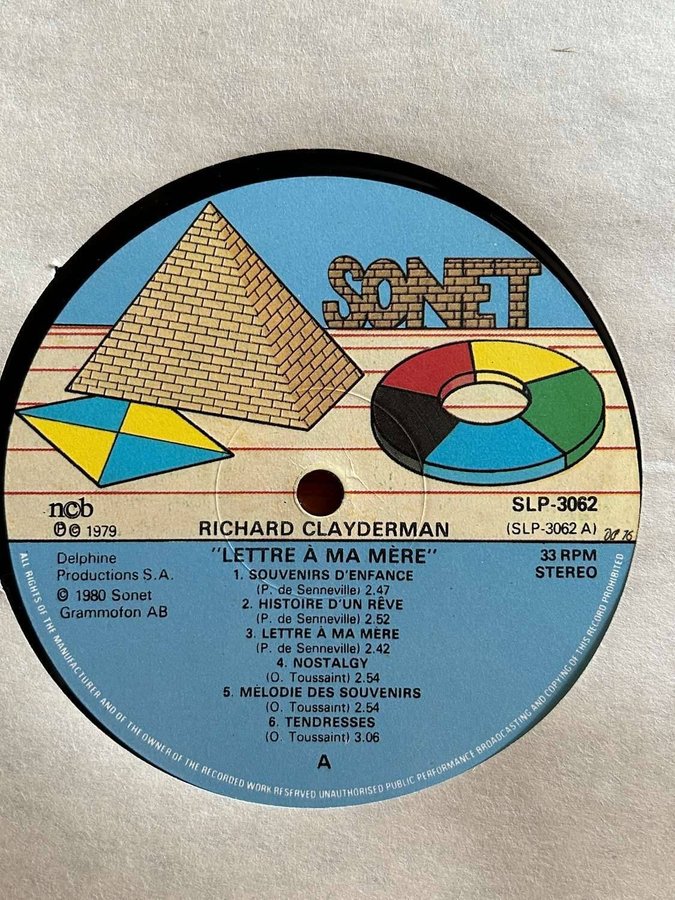 SONET
ncb
℗ © 1979
RICHARD CLAYDERMAN
SLP-3062
(SLP-3062 A)
"LETTRE À MA MÈRE"
33 RPM
STEREO
Delphine
Productions S.A.
© 1980 Sonet
Grammofon AB
1. SOUVENIRS D'ENFANCE
(P. de Senneville) 2.47
2. HISTOIRE D'UN RÊVE
(P. de Senneville) 2.52
3. LETTRE À MA MÈRE
(P. de Senneville) 2.42
4. NOSTALGY
(O. Toussaint) 2.54
5. MÉLODIE DES SOUVENIRS
(O. Toussaint) 2.54
6. TENDRESSES
(O. Toussaint) 3.06
A
ALL RIGHTS OF THE MANUFACTURER AND OF THE OWNER OF THE RECORDED WORK RESERVED UNAUTHORISED PUBLIC PERFORMANCE BROADCASTING AND COPYING OF THIS RECORD PROHIBITED